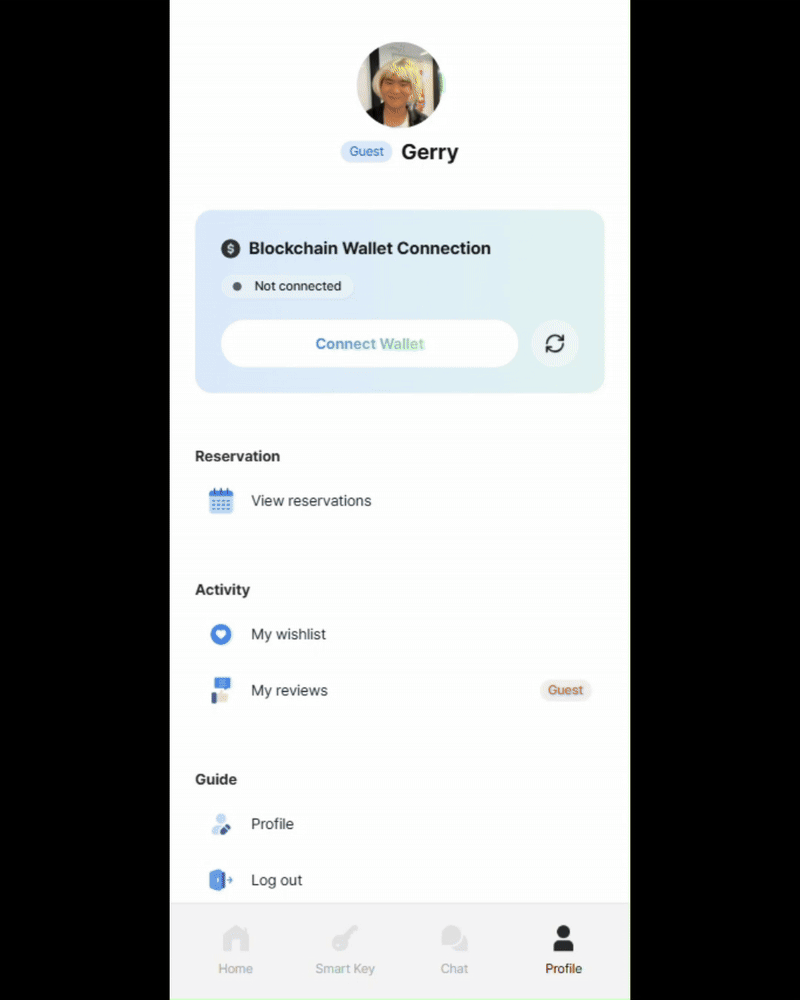 Guest Gerry
Blockchain Wallet Connection
Not connected
Connect Wallet
Reservation
View reservations
Activity
My wishlist
My reviews Guest
Guide
Profile
Log out
Home Smart Key Chat Profile